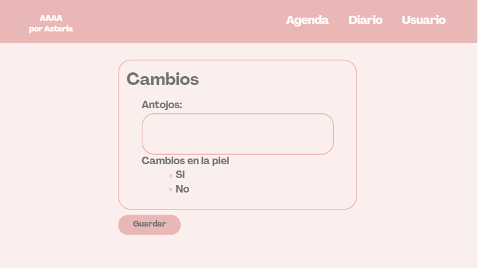 AAAA
por Asteria
Agenda Diario Usuario
Cambios
Antojos:
Cambios en la piel
Si
No
Guardar